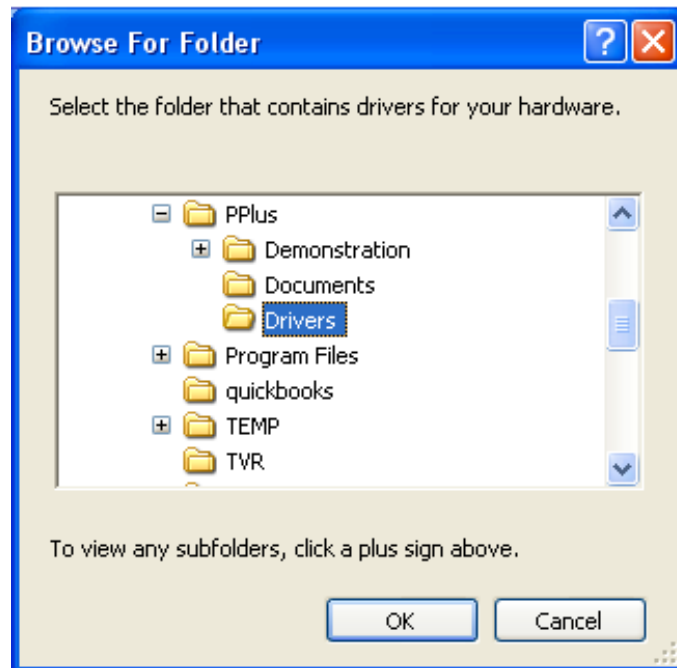 Browse For Folder
Select the folder that contains drivers for your hardware.
PPlus
Demonstration
Documents
Drivers
Program Files
quickbooks
TEMP
TVR
To view any subfolders, click a plus sign above.
OK Cancel